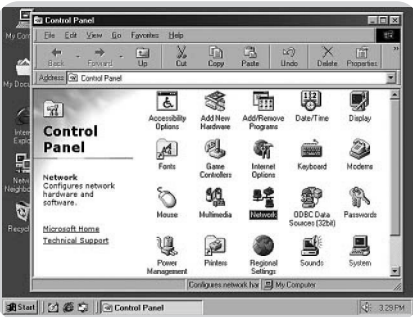 My Com
Control Panel
File Edit View Go Favorites Help
Back Forward Up Cut Copy Paste Undo Delete Properties
Address Control Panel
My Docu
Control
Panel
Network
Configures network
hardware and
software.
Microsoft Home
Technical Support
Accessibility
Options
Add New
Hardware
Add/Remove
Programs
Date/Time
Display
Fonts
Game
Controllers
Internet
Options
Keyboard
Modems
Mouse
Multimedia
Network
ODBC Data
Sources (32bit)
Passwords
Power
Management
Printers
Regional
Settings
Sounds
System
Inter
Explo
Netw
Neighbo
Recycl
Configures network har My Computer
Start Control Panel 3:29 PM